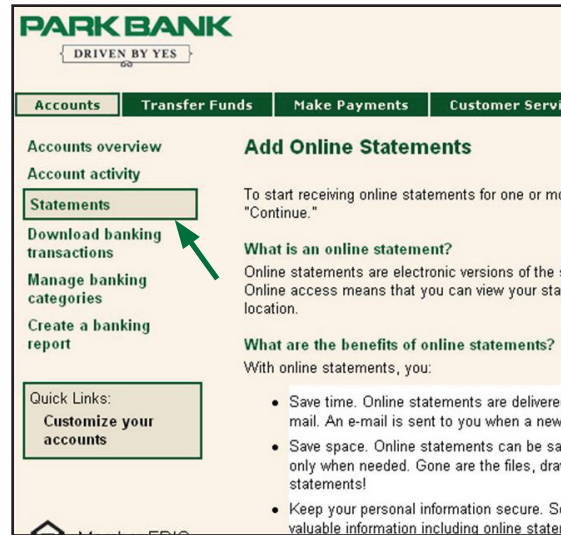 PARK BANK
DRIVEN BY YES
Accounts
Transfer Funds
Make Payments
Customer
Accounts overview
Account activity
Statements
Download banking
transactions
Manage banking
categories
Create a banking
report
Quick Links:
Customize your
accounts
Add Online Statements
To start receiving online statements for one or
"Continue."
What is an online statement?
Online statements are electronic versions of the
Online access means that you can view your
location.
What are the benefits of online statements?
With online statements, you:
• Save time. Online statements are
mail. An e-mail is sent to you when a new
• Save space. Online statements can be
only when needed. Gone are the files,
statements!
• Keep your personal information secure.
valuable information including online